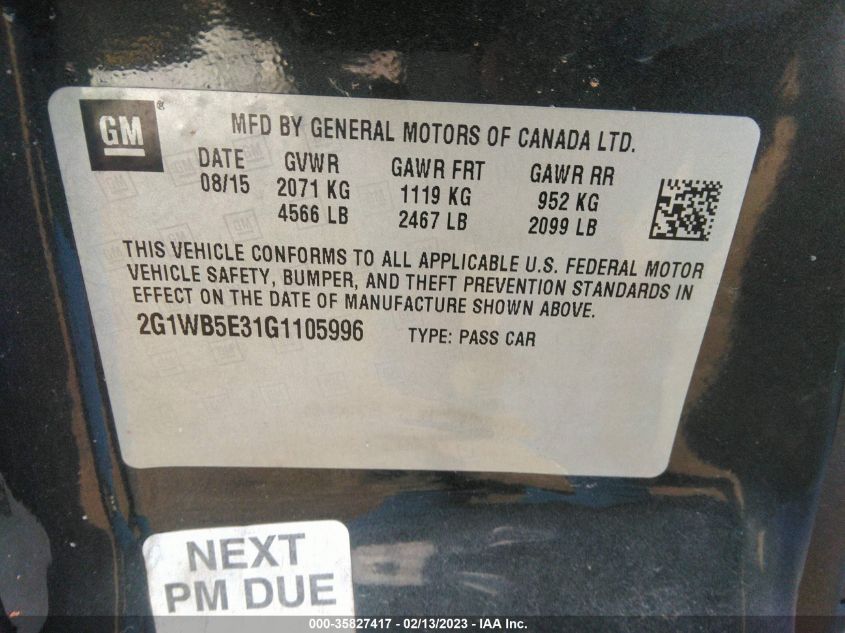 GM ®
MFD BY GENERAL MOTORS OF CANADA LTD.
DATE GVWR GAWR FRT GAWR RR
08/15 2071 KG 1119 KG 952 KG
4566 LB 2467 LB 2099 LB
THIS VEHICLE CONFORMS TO ALL APPLICABLE U.S. FEDERAL MOTOR
VEHICLE SAFETY, BUMPER, AND THEFT PREVENTION STANDARDS IN
EFFECT ON THE DATE OF MANUFACTURE SHOWN ABOVE.
2G1WB5E31G1105996 TYPE: PASS CAR
NEXT
PM DUE
000-35827417 - 02/13/2023 - IAA Inc.